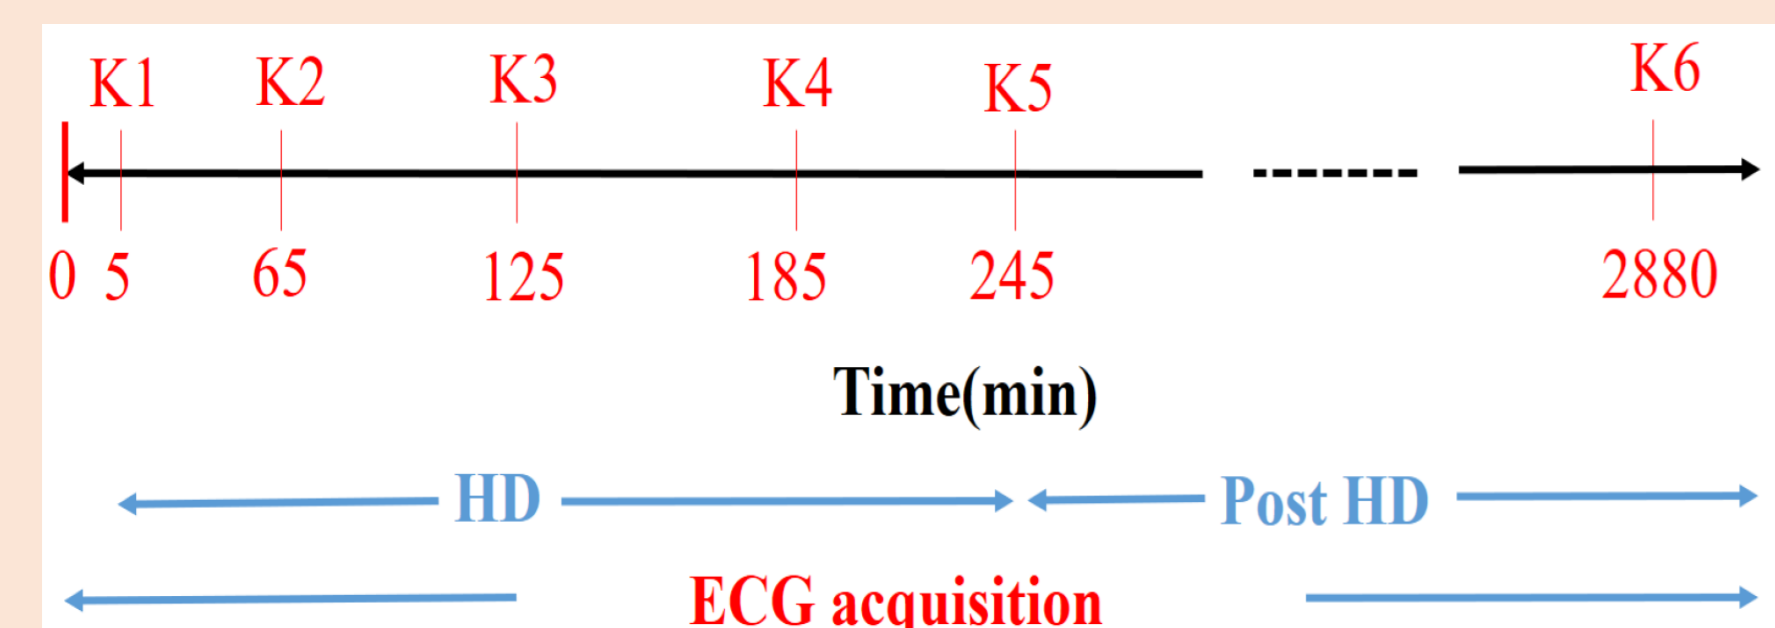 K1 K2 K3 K4 K5 K6
0 5 65 125 185 245 2880
Time(min)
HD Post HD
ECG acquisition